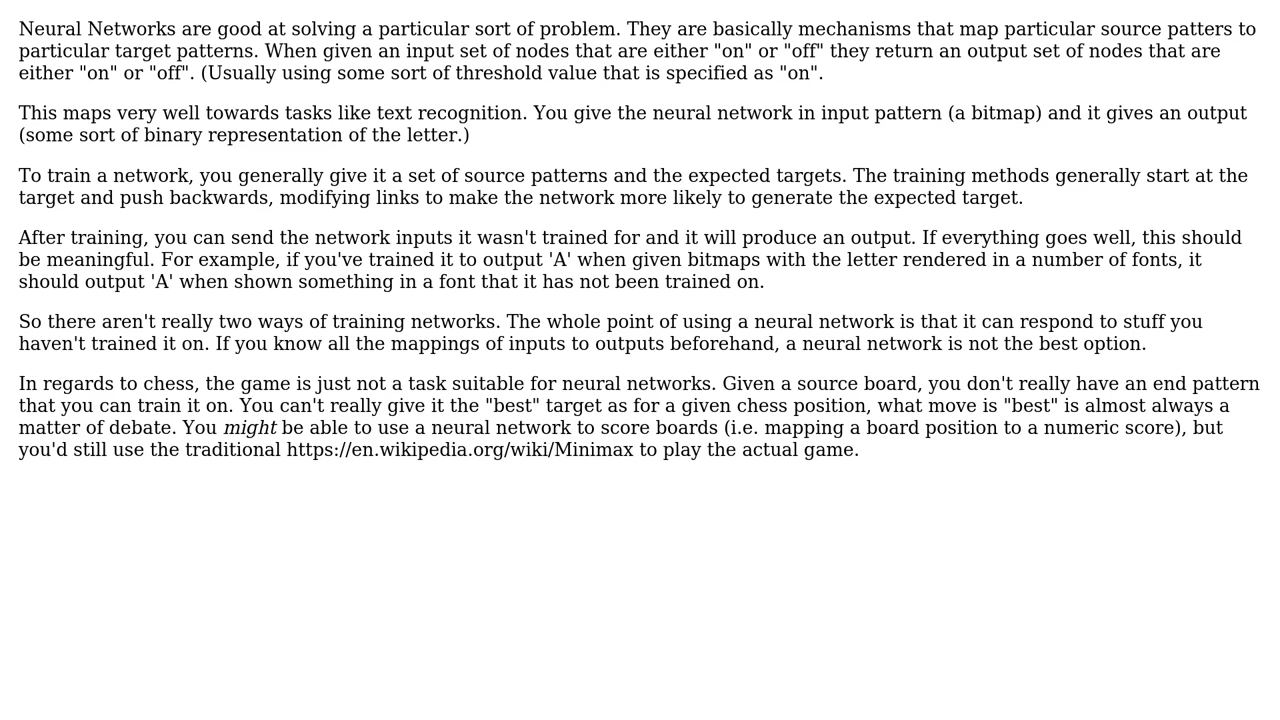 Neural Networks are good at solving a particular sort of problem. They are basically mechanisms that map particular source patters to
particular target patterns. When given an input set of nodes that are either "on" or "off" they return an output set of nodes that are
either "on" or "off". (Usually using some sort of threshold value that is specified as "on".
This maps very well towards tasks like text recognition. You give the neural network in input pattern (a bitmap) and it gives an output
(some sort of binary representation of the letter.)
To train a network, you generally give it a set of source patterns and the expected targets. The training methods generally start at the
target and push backwards, modifying links to make the network more likely to generate the expected target.
After training, you can send the network inputs it wasn't trained for and it will produce an output. If everything goes well, this should
be meaningful. For example, if you've trained it to output 'A' when given bitmaps with the letter rendered in a number of fonts, it
should output 'A' when shown something in a font that it has not been trained on.
So there aren't really two ways of training networks. The whole point of using a neural network is that it can respond to stuff you
haven't trained it on. If you know all the mappings of inputs to outputs beforehand, a neural network is not the best option.
In regards to chess, the game is just not a task suitable for neural networks. Given a source board, you don't really have an end pattern
that you can train it on. You can't really give it the "best" target as for a given chess position, what move is "best" is almost always a
matter of debate. You might be able to use a neural network to score boards (i.e. mapping a board position to a numeric score), but
you'd still use the traditional https://en.wikipedia.org/wiki/Minimax to play the actual game.